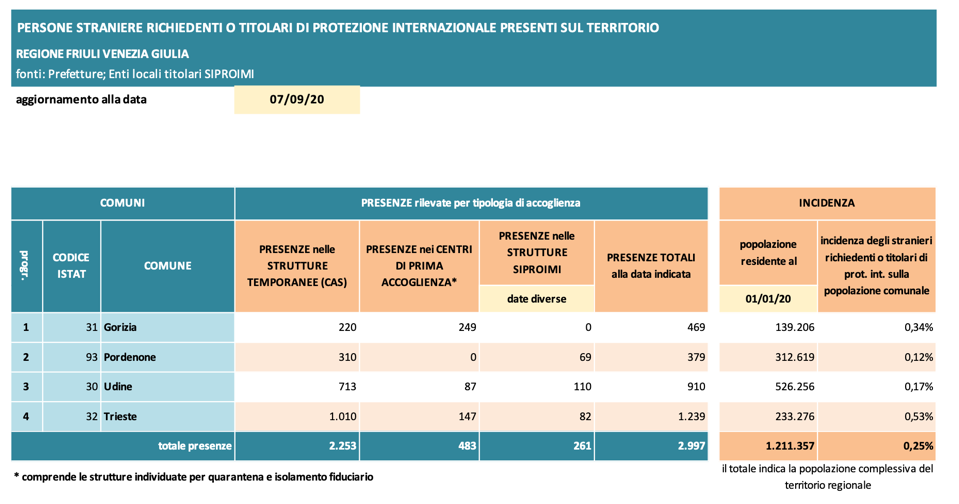 PERSONE STRANIERE RICHIEDENTI O TITOLARI DI PROTEZIONE INTERNAZIONALE PRESENTI SUL TERRITORIO
REGIONE FRIULI VENEZIA GIULIA
fonti: Prefetture; Enti locali titolari SIPROIMI
aggiornamento alla data 07/09/20
COMUNI
PRESENZE rilevate per tipologia di accoglienza
INCIDENZA
progr.
CODICE
ISTAT
COMUNE
PRESENZE nelle
STRUTTURE
TEMPORANEE (CAS)
PRESENZE nei CENTRI
DI PRIMA
ACCOGLIENZA*
PRESENZE nelle
STRUTTURE
SIPROIMI
date diverse
PRESENZE TOTALI
alla data indicata
popolazione
residente al
01/01/20
incidenza degli stranieri
richiedenti o titolari di
prot. int. sulla
popolazione comunale
1 31 Gorizia 220 249 0 469 139.206 0,34%
2 93 Pordenone 310 0 69 379 312.619 0,12%
3 30 Udine 713 87 110 910 526.256 0,17%
4 32 Trieste 1.010 147 82 1.239 233.276 0,53%
totale presenze 2.253 483 261 2.997 1.211.357 0,25%
* comprende le strutture individuate per quarantena e isolamento fiduciario
il totale indica la popolazione complessiva del
territorio regionale